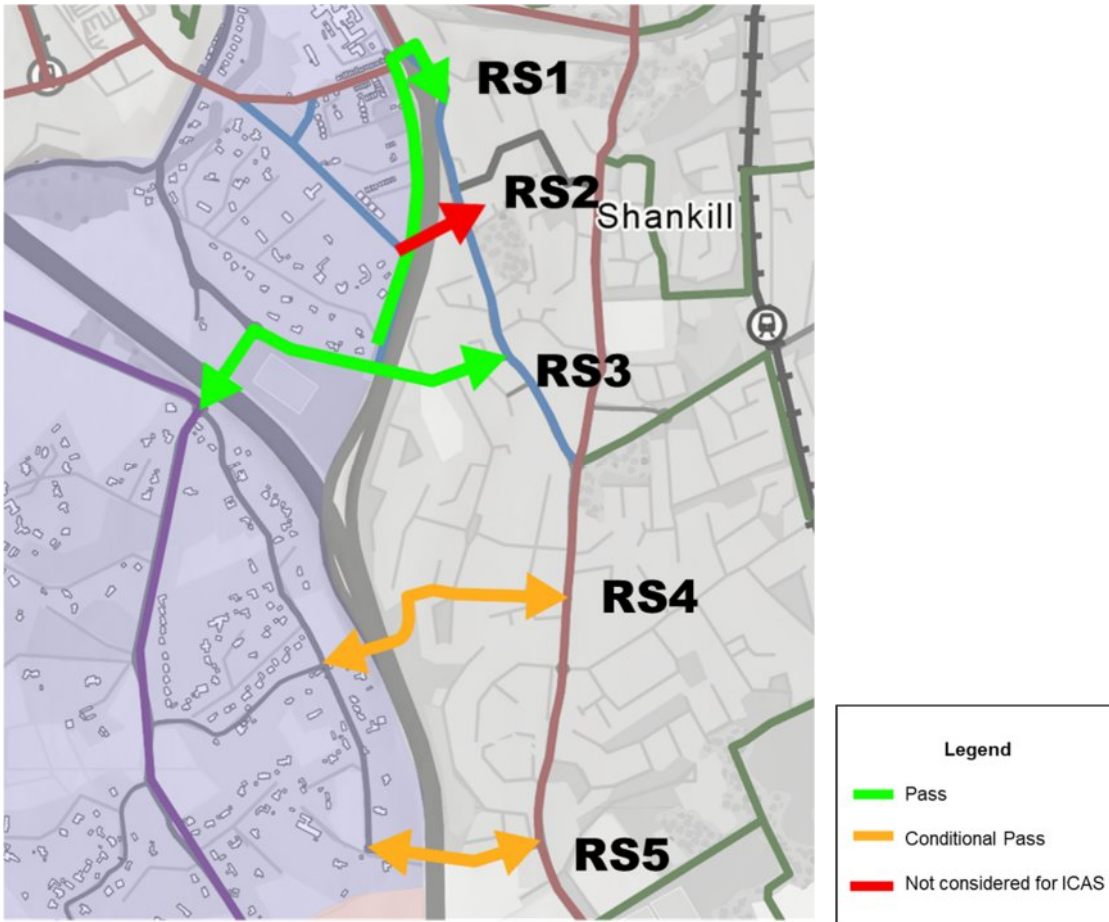 RS1
RS2
Shankill
RS3
RS4
RS5
Legend
Pass
Conditional Pass
Not considered for ICAS